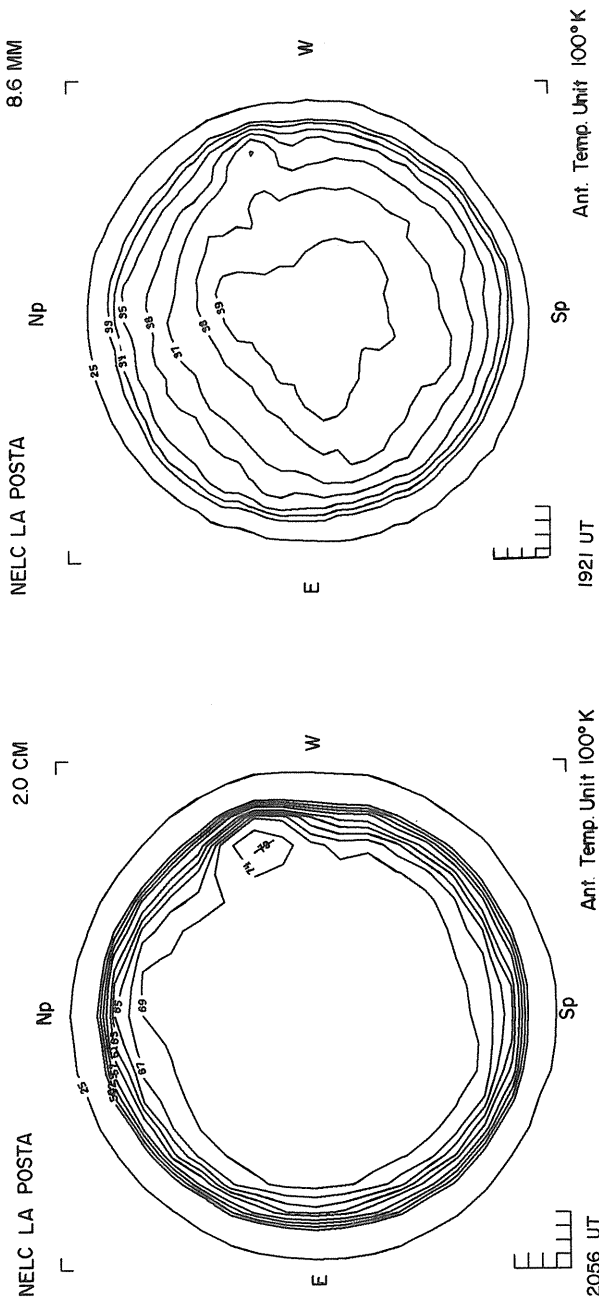 NELC LA POSTA
2.0 CM
Np
25
65
67
69
74
78
E
W
Sp
2056 UT
Ant. Temp. Unit 100°K
NELC LA POSTA
8.6 MM
Np
25
93
95
96
97
98
99
E
W
Sp
1921 UT
Ant. Temp. Unit 100°K